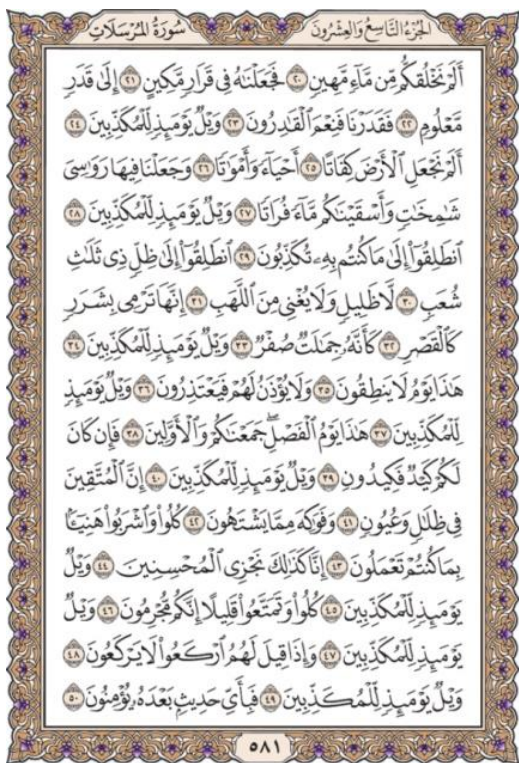 سُورَةُ المُرْسَلَاتِ
الجُزْءُ التَّاسِعُ وَالعِشْرُونَ
أَلَمْ نَخْلُقكُّم مِّن مَّآءٖ مَّهِينٖ ٢٠ فَجَعَلْنَٰهُ فِي قَرَارٖ مَّكِينٍ ٢١ إِلَىٰ قَدَرٖ
مَّعْلُومٖ ٢٢ فَقَدَرْنَا فَنِعْمَ ٱلْقَٰدِرُونَ ٢٣ وَيْلٞ يَوْمَئِذٖ لِّلْمُكَذِّبِينَ ٢٤
أَلَمْ نَجْعَلِ ٱلْأَرْضَ كِفَاتًا ٢٥ أَحْيَآءٗ وَأَمْوَٰتٗا ٢٦ وَجَعَلْنَا فِيهَا رَوَٰسِيَ
شَٰمِخَٰتٖ وَأَسْقَيْنَٰكُم مَّآءٗ فُرَاتٗا ٢٧ وَيْلٞ يَوْمَئِذٖ لِّلْمُكَذِّبِينَ ٢٨
ٱنطَلِقُوٓاْ إِلَىٰ مَا كُنتُم بِهِۦ تُكَذِّبُونَ ٢٩ ٱنطَلِقُوٓاْ إِلَىٰ ظِلّٖ ذِي ثَلَٰثِ
شُعَبٖ ٣٠ لَّا ظَلِيلٖ وَلَا يُغْنِي مِنَ ٱللَّهَبِ ٣١ إِنَّهَا تَرْمِي بِشَرَرٖ
كَٱلْقَصْرِ ٣٢ كَأَنَّهُۥ جِمَٰلَتٞ صُفْرٞ ٣٣ وَيْلٞ يَوْمَئِذٖ لِّلْمُكَذِّبِينَ ٣٤
هَٰذَا يَوْمُ لَا يَنطِقُونَ ٣٥ وَلَا يُؤْذَنُ لَهُمْ فَيَعْتَذِرُونَ ٣٦ وَيْلٞ يَوْمَئِذٖ
لِّلْمُكَذِّبِينَ ٣٧ هَٰذَا يَوْمُ ٱلْفَصْلِۖ جَمَعْنَٰكُمْ وَٱلْأَوَّلِينَ ٣٨ فَإِن كَانَ
لَكُمْ كَيْدٞ فَكِيدُونِ ٣٩ وَيْلٞ يَوْمَئِذٖ لِّلْمُكَذِّبِينَ ٤٠ إِنَّ ٱلْمُتَّقِينَ
فِي ظِلَٰلٖ وَعُيُونٖ ٤١ وَفَوَٰكِهَ مِمَّا يَشْتَهُونَ ٤٢ كُلُواْ وَٱشْرَبُواْ هَنِيٓـَٔۢا
بِمَا كُنتُمْ تَعْمَلُونَ ٤٣ إِنَّا كَذَٰلِكَ نَجْزِي ٱلْمُحْسِنِينَ ٤٤ وَيْلٞ
يَوْمَئِذٖ لِّلْمُكَذِّبِينَ ٤٥ كُلُواْ وَتَمَتَّعُواْ قَلِيلًا إِنَّكُم مُّجْرِمُونَ ٤٦ وَيْلٞ
يَوْمَئِذٖ لِّلْمُكَذِّبِينَ ٤٧ وَإِذَا قِيلَ لَهُمُ ٱرْكَعُواْ لَا يَرْكَعُونَ ٤٨
وَيْلٞ يَوْمَئِذٖ لِّلْمُكَذِّبِينَ ٤٩ فَبِأَيِّ حَدِيثِۭ بَعْدَهُۥ يُؤْمِنُونَ ٥٠
٥٨١